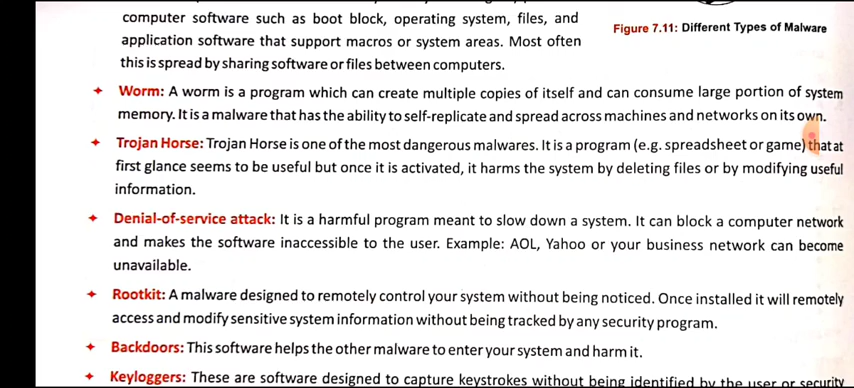 computer software such as boot block, operating system, files, and
application software that support macros or system areas. Most often
this is spread by sharing software or files between computers.
Figure 7.11: Different Types of Malware
✦ Worm: A worm is a program which can create multiple copies of itself and can consume large portion of system
memory. It is a malware that has the ability to self-replicate and spread across machines and networks on its own.
✦ Trojan Horse: Trojan Horse is one of the most dangerous malwares. It is a program (e.g. spreadsheet or game) that at
first glance seems to be useful but once it is activated, it harms the system by deleting files or by modifying useful
information.
✦ Denial-of-service attack: It is a harmful program meant to slow down a system. It can block a computer network
and makes the software inaccessible to the user. Example: AOL, Yahoo or your business network can become
unavailable.
✦ Rootkit: A malware designed to remotely control your system without being noticed. Once installed it will remotely
access and modify sensitive system information without being tracked by any security program.
✦ Backdoors: This software helps the other malware to enter your system and harm it.
✦ Keyloggers: These are software designed to capture keystrokes without being identified by the user or security